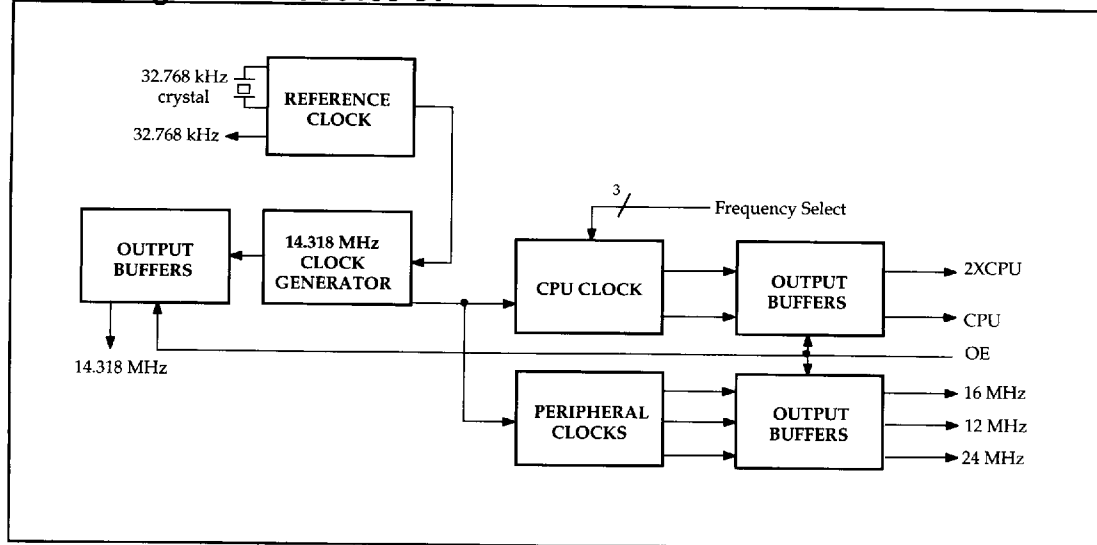 32.768 kHz
crystal
32.768 kHz
REFERENCE
CLOCK
3
Frequency Select
OUTPUT
BUFFERS
14.318 MHz
CLOCK
GENERATOR
CPU CLOCK
OUTPUT
BUFFERS
2XCPU
CPU
OE
14.318 MHz
PERIPHERAL
CLOCKS
OUTPUT
BUFFERS
16 MHz
12 MHz
24 MHz